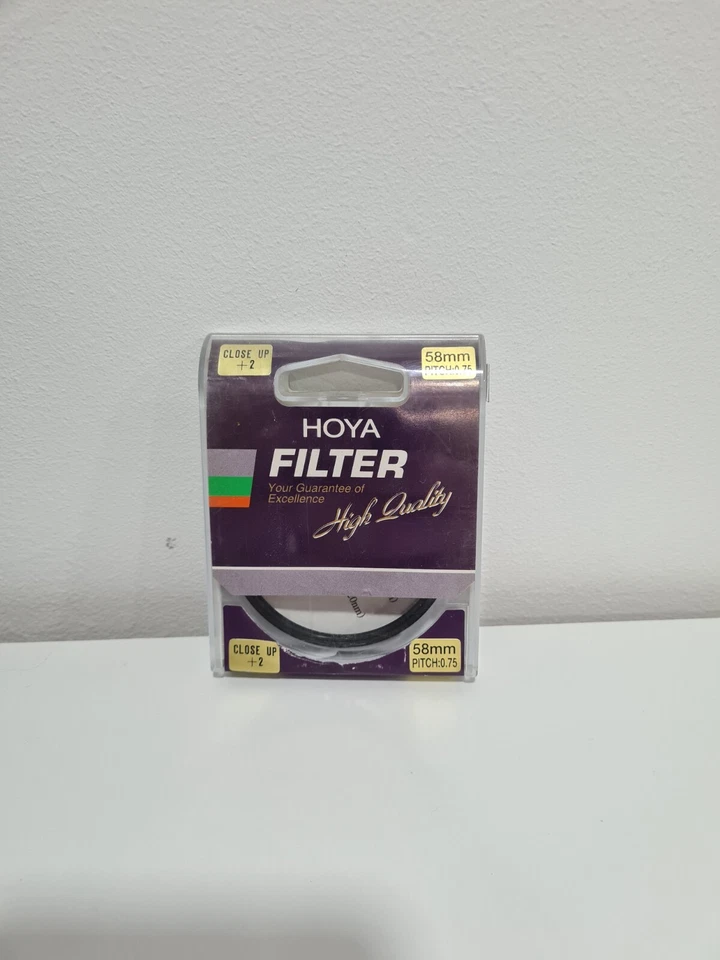 CLOSE UP
+2
58mm
PITCH:0.75
HOYA
FILTER
Your Guarantee of
Excellence
High Quality
CLOSE UP
+2
58mm
PITCH:0.75